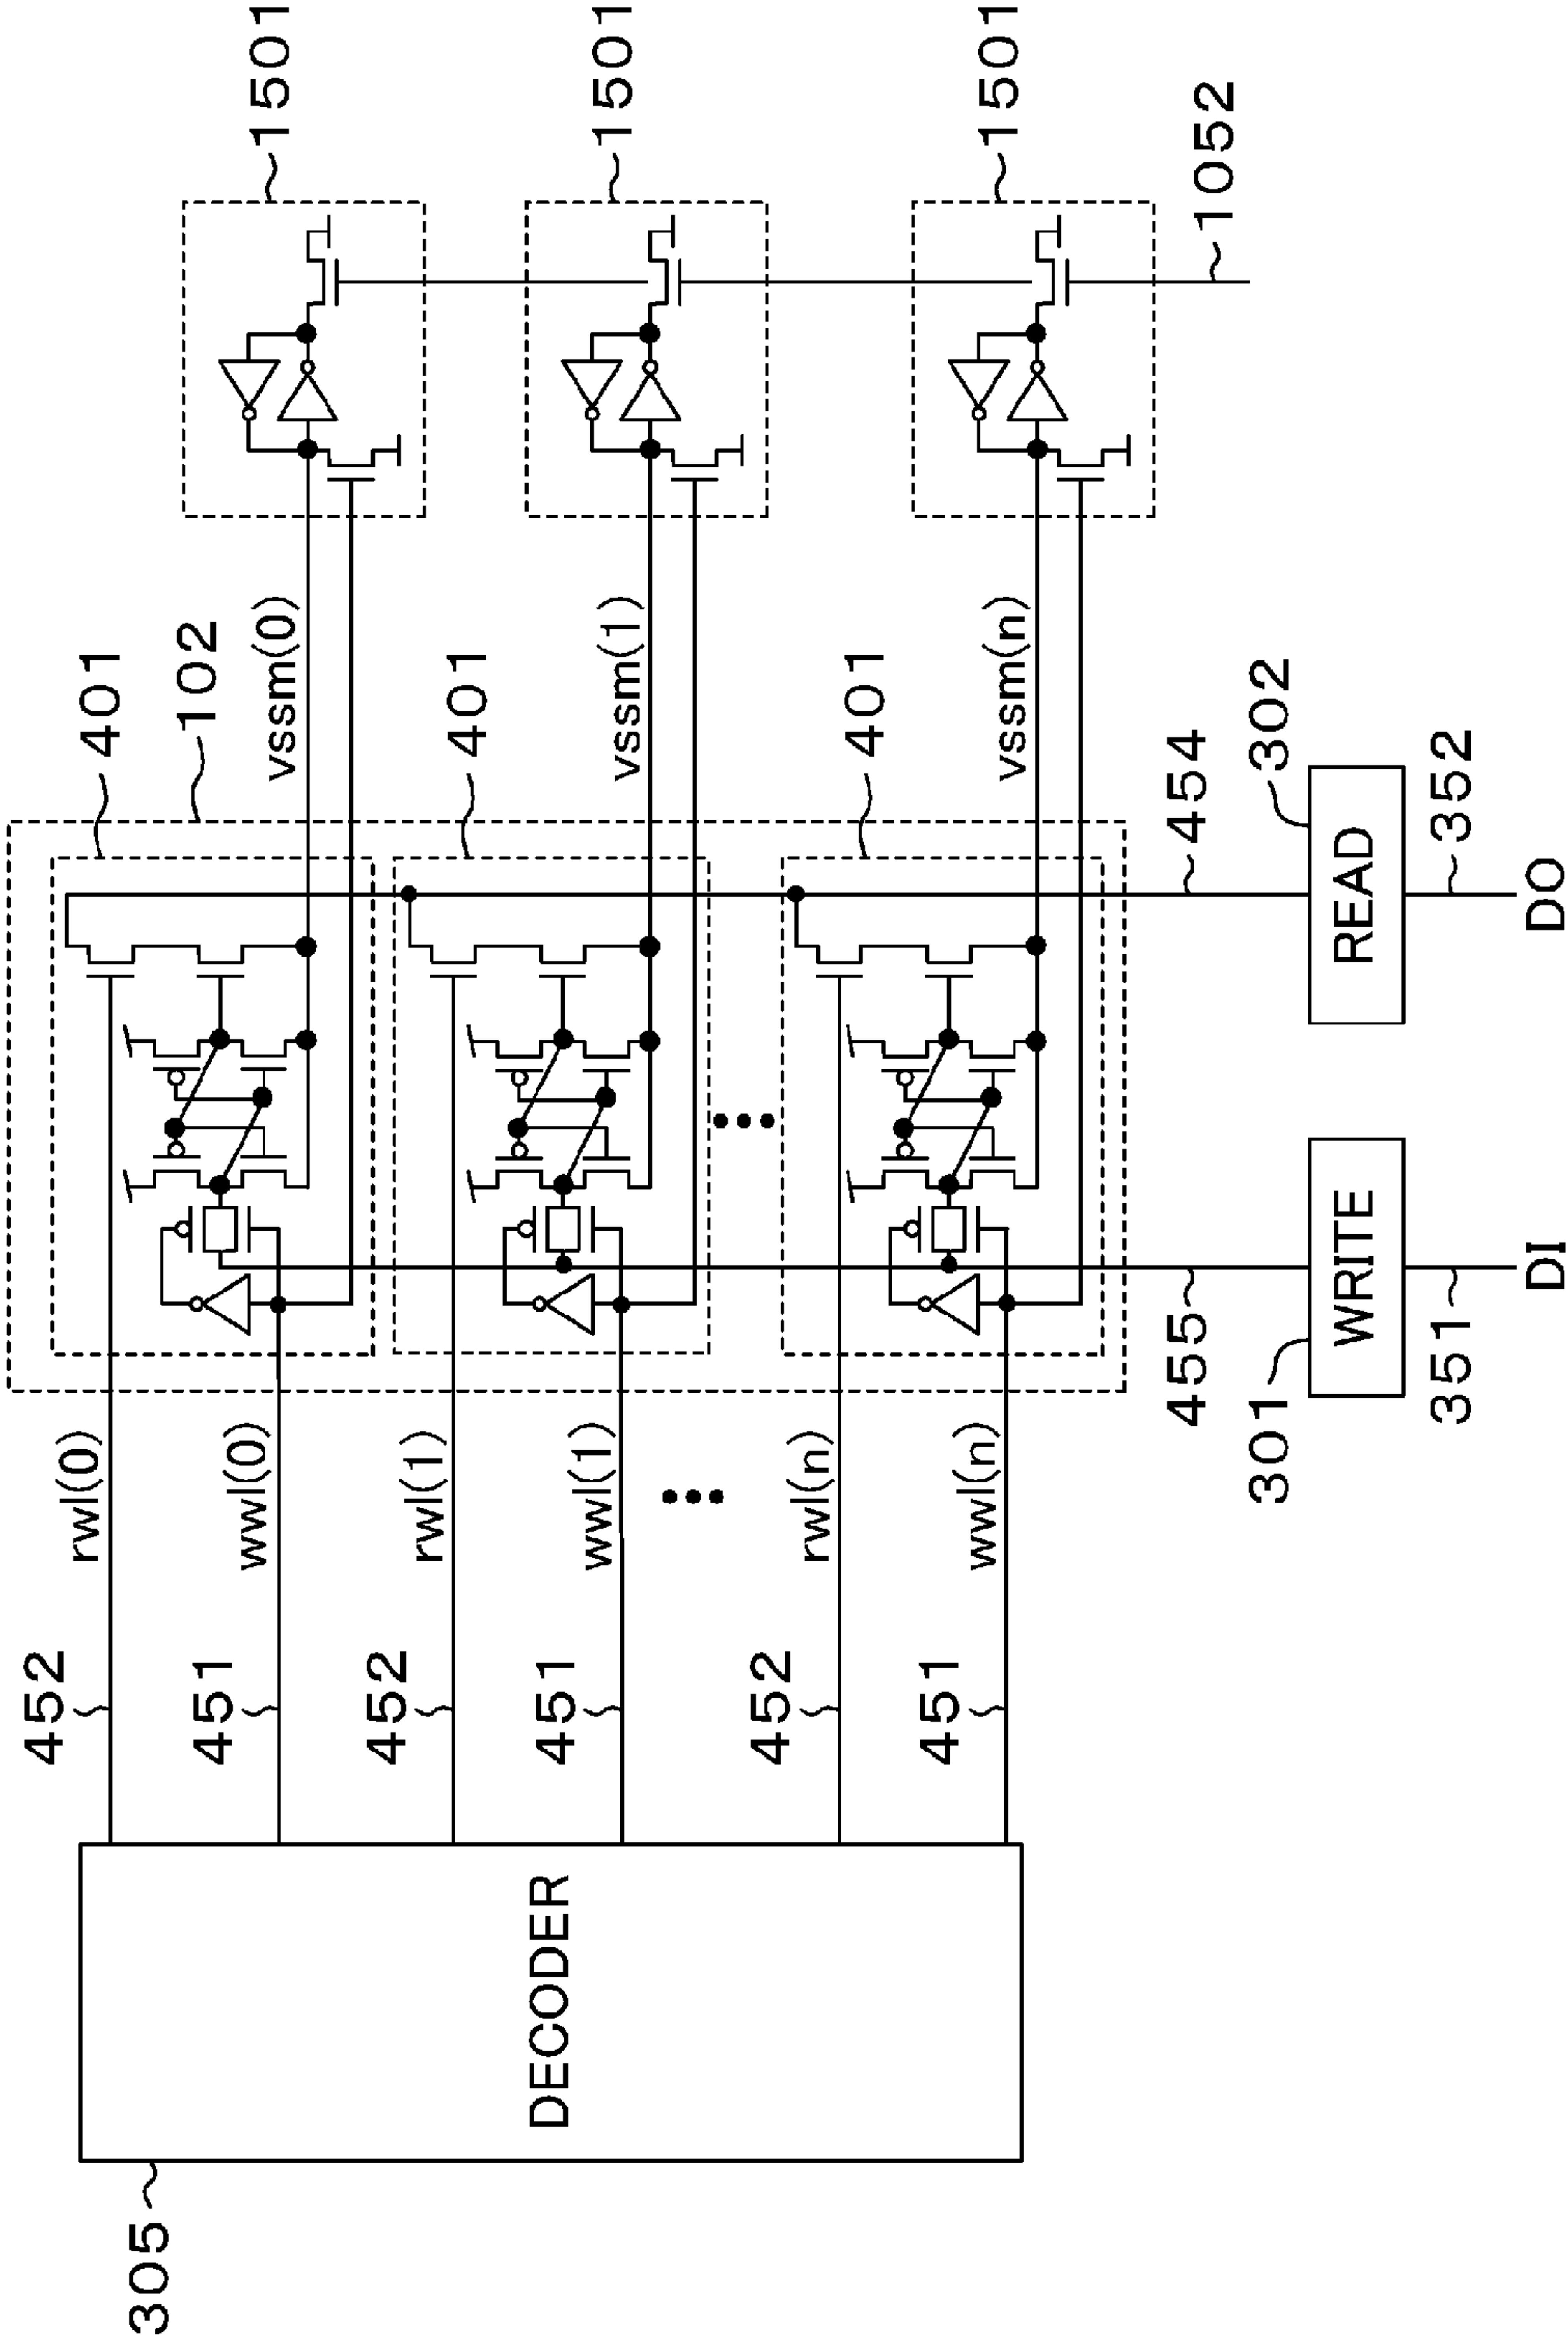 452
rwl(0)
401
305
102
451
wwl(0)
vssm(0)
1501
452
rwl(1)
401
DECODER
451
wwl(1)
vssm(1)
1501
452
rwl(n)
401
451
wwl(n)
vssm(n)
1501
455
454
1052
301
302
WRITE
READ
351
352
DI
DO